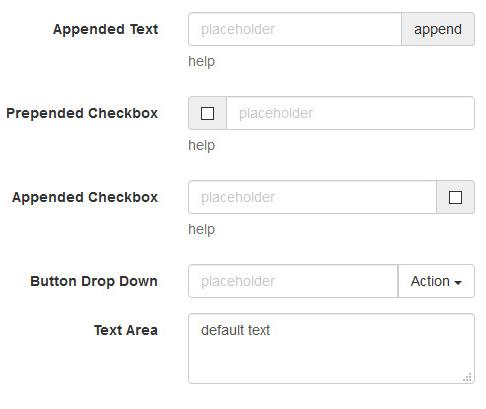 Appended Text placeholder append
help
Prepended Checkbox placeholder
help
Appended Checkbox placeholder
help
Button Drop Down placeholder Action
Text Area default text